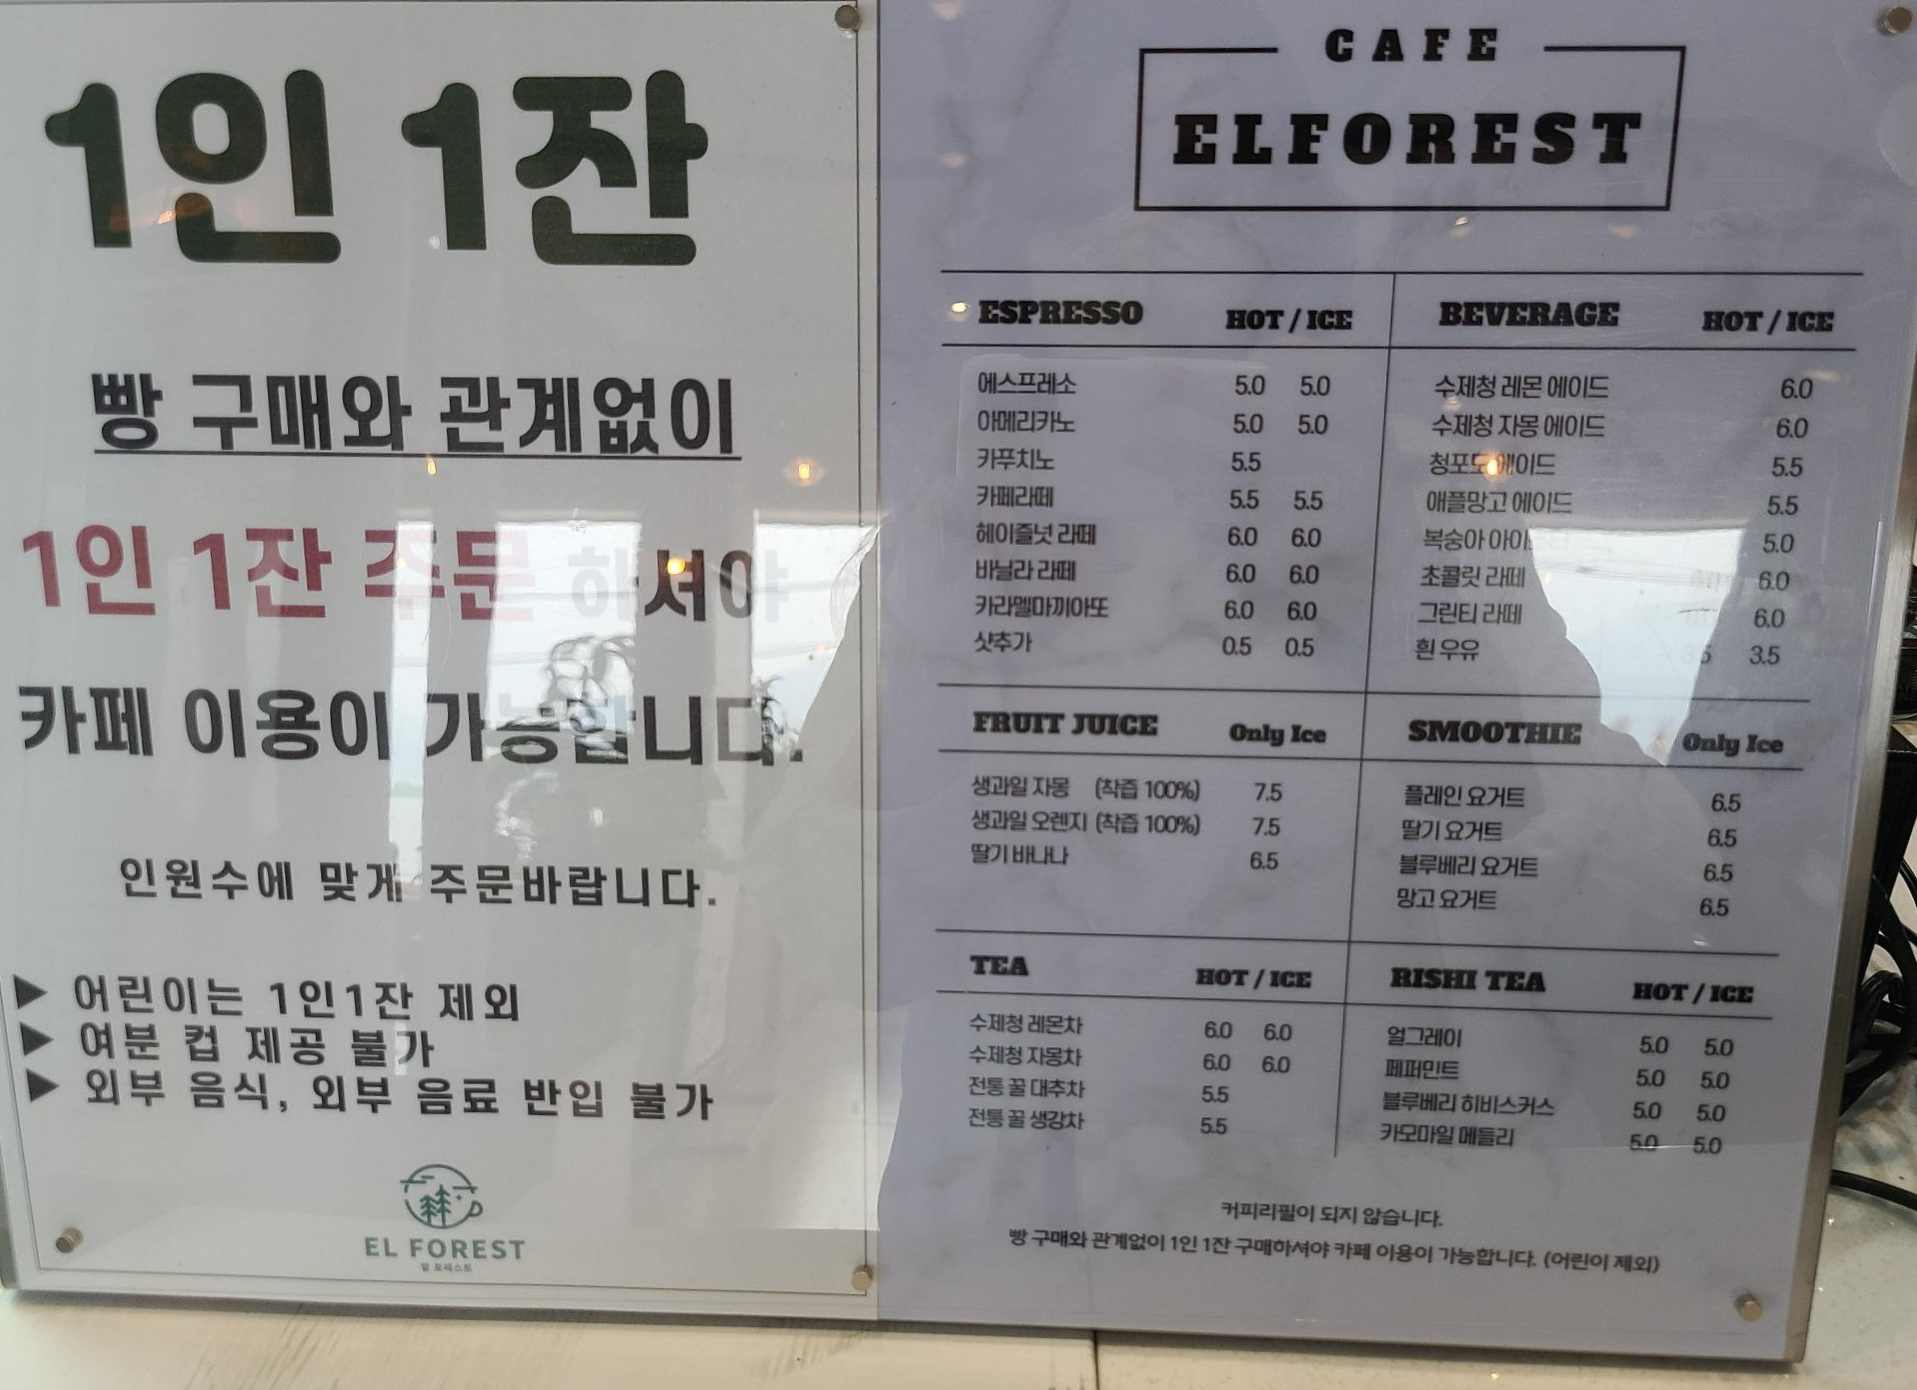 1인 1잔
빵 구매와 관계없이
1인 1잔 주문 하셔야
카페 이용이 가능합니다.
인원수에 맞게 주문바랍니다.
▶ 어린이는 1인1잔 제외
▶ 여분 컵 제공 불가
▶ 외부 음식, 외부 음료 반입 불가
EL FOREST
엘 포레스트
CAFE
ELFOREST
ESPRESSO HOT / ICE
에스프레소 5.0 5.0
아메리카노 5.0 5.0
카푸치노 5.5
카페라떼 5.5 5.5
헤이즐넛 라떼 6.0 6.0
바닐라 라떼 6.0 6.0
카라멜마끼아또 6.0 6.0
샷추가 0.5 0.5
BEVERAGE HOT / ICE
수제청 레몬 에이드 6.0
수제청 자몽 에이드 6.0
청포도 에이드 5.5
애플망고 에이드 5.5
복숭아 5.0
초콜릿 라떼 6.0 6.0
그린티 라떼 6.0 6.0
흰 우유 3.5 3.5
FRUIT JUICE Only Ice
생과일 자몽 (착즙 100%) 7.5
생과일 오렌지 (착즙 100%) 7.5
딸기 바나나 6.5
SMOOTHIE Only Ice
플레인 요거트 6.5
딸기 요거트 6.5
블루베리 요거트 6.5
망고 요거트 6.5
TEA HOT / ICE
수제청 레몬차 6.0 6.0
수제청 자몽차 6.0 6.0
전통 꿀 대추차 5.5
전통 꿀 생강차 5.5
RISHI TEA HOT / ICE
얼그레이 5.0 5.0
페퍼민트 5.0 5.0
블루베리 히비스커스 5.0 5.0
카모마일 메들리 5.0 5.0
커피리필이 되지 않습니다.
빵 구매와 관계없이 1인 1잔 구매하셔야 카페 이용이 가능합니다. (어린이 제외)